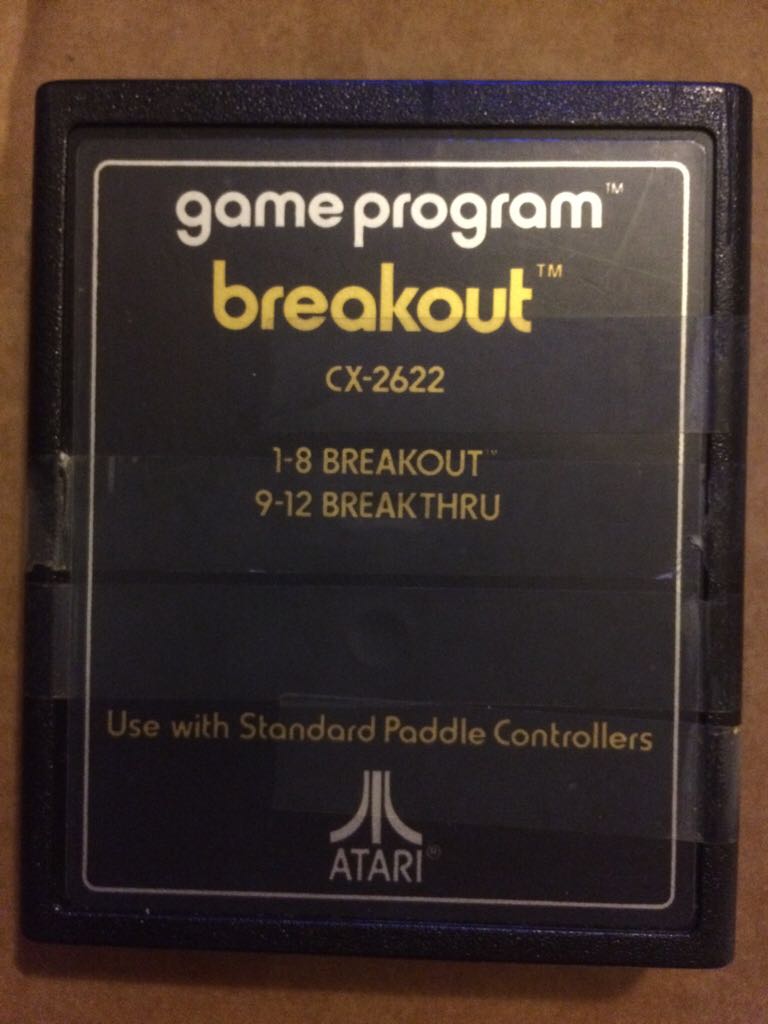 game program™
breakout™
CX-2622
1-8 BREAKOUT™
9-12 BREAKTHRU
Use with Standard Paddle Controllers
ATARI®